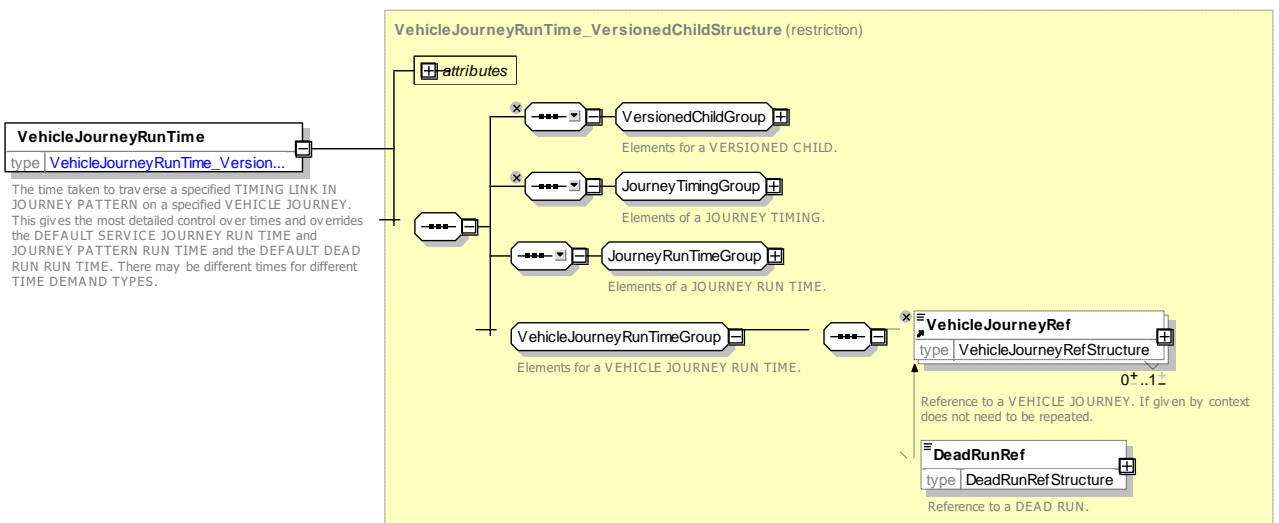 VehicleJourneyRunTime_VersionedChildStructure (restriction)
attributes
VersionedChildGroup
Elements for a VERSIONED CHILD.
VehicleJourneyRunTime
type VehicleJourneyRunTime_Version...
The time taken to traverse a specified TIMING LINK IN
JOURNEY PATTERN on a specified VEHICLE JOURNEY.
This gives the most detailed control over times and overrides
the DEFAULT SERVICE JOURNEY RUN TIME and
JOURNEY PATTERN RUN TIME and the DEFAULT DEAD
RUN RUN TIME. There may be different times for different
TIME DEMAND TYPES.
JourneyTimingGroup
Elements of a JOURNEY TIMING.
JourneyRunTimeGroup
Elements of a JOURNEY RUN TIME.
VehicleJourneyRunTimeGroup
Elements for a VEHICLE JOURNEY RUN TIME.
VehicleJourneyRef
type VehicleJourneyRefStructure
0..1
Reference to a VEHICLE JOURNEY. If given by context
does not need to be repeated.
DeadRunRef
type DeadRunRefStructure
Reference to a DEAD RUN.